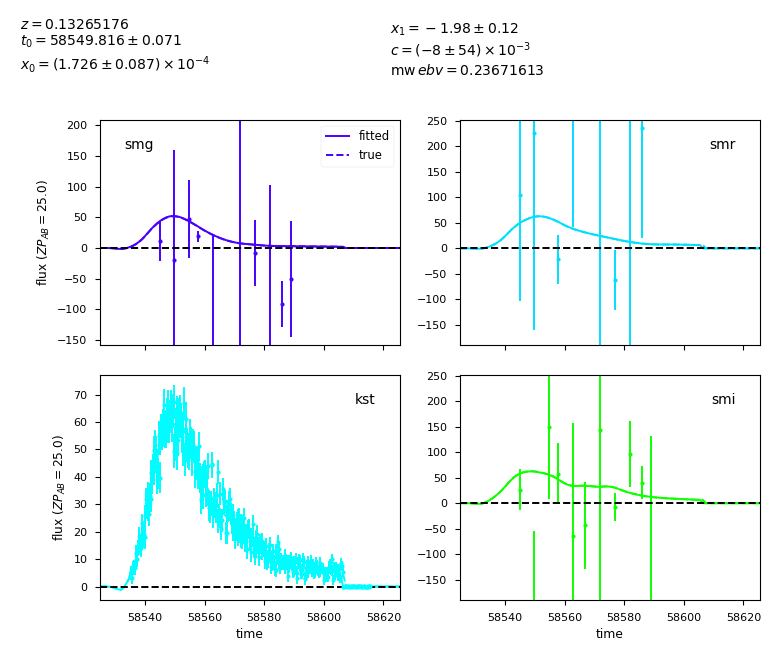 z = 0.13265176
t₀ = 58549.816 ± 0.071
x₀ = (1.726 ± 0.087) × 10⁻⁴
x₁ = −1.98 ± 0.12
c = (−8 ± 54) × 10⁻³
mw ebv = 0.23671613
smg
fitted
true
200
150
100
50
0
−50
−100
−150
flux (ZP_AB = 25.0)
smr
250
200
150
100
50
0
−50
−100
−150
kst
70
60
50
40
30
20
10
0
flux (ZP_AB = 25.0)
58540 58560 58580 58600 58620
time
smi
250
200
150
100
50
0
−50
−100
−150
58540 58560 58580 58600 58620
time